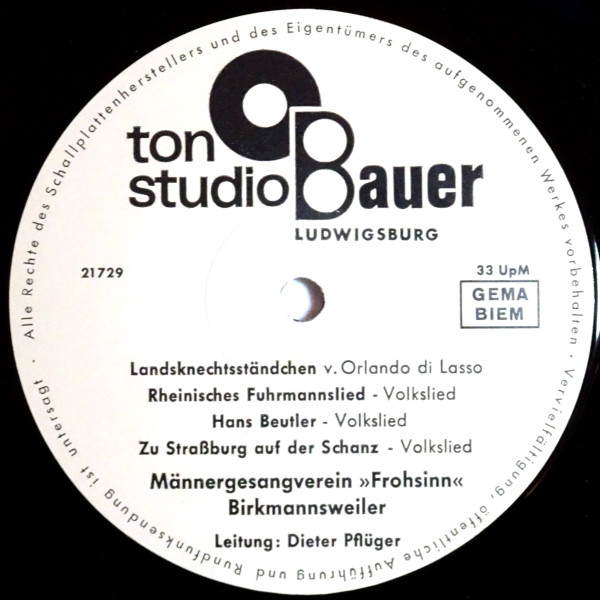 Alle Rechte des Schallplattenherstellers und des Eigentümers des aufgenommenen Werkes vorbehalten · Vervielfältigung, öffentliche Aufführung und Rundfunksendung ist untersagt ·
ton
studio Bauer
LUDWIGSBURG
21729
33 UpM
GEMA
BIEM
Landsknechtsständchen v. Orlando di Lasso
Rheinisches Fuhrmannslied - Volkslied
Hans Beutler - Volkslied
Zu Straßburg auf der Schanz - Volkslied
Männergesangverein »Frohsinn«
Birkmannsweiler
Leitung: Dieter Pflüger